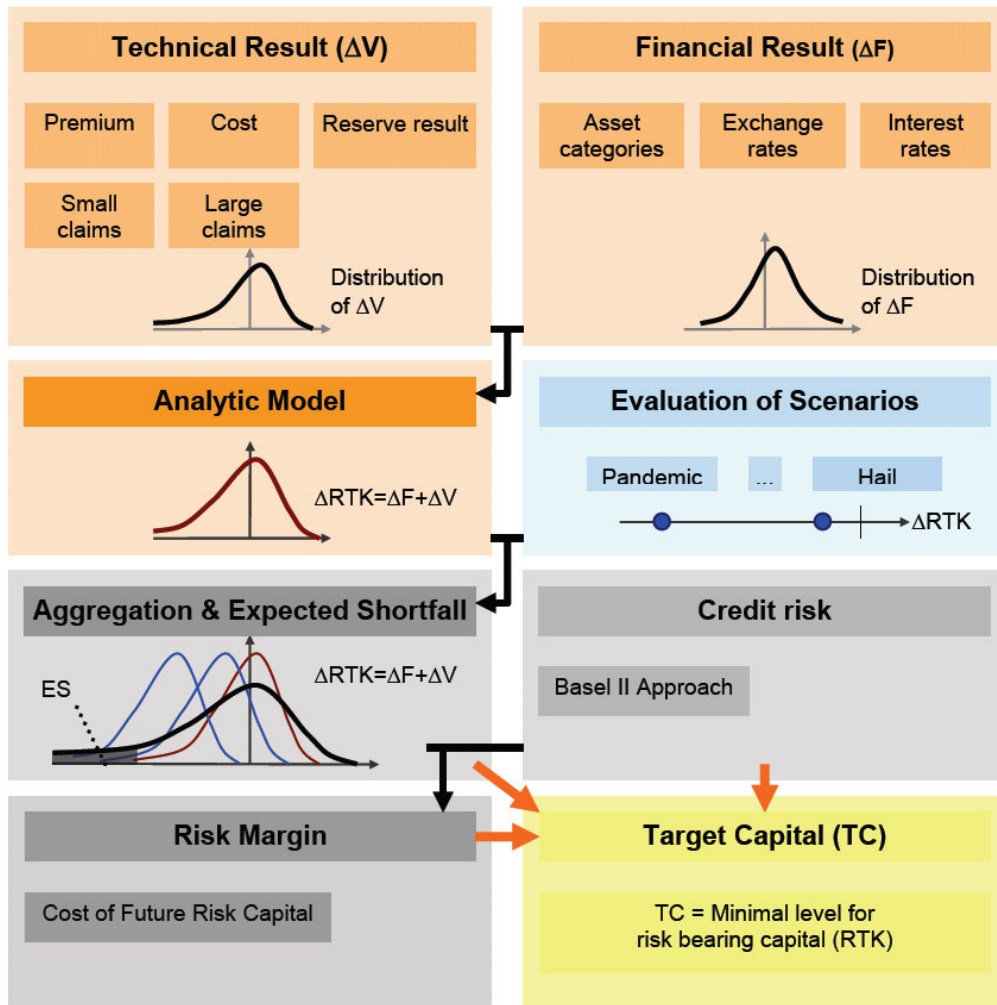 Technical Result (ΔV)
Premium
Cost
Reserve result
Small
claims
Large
claims
Distribution
of ΔV
Financial Result (ΔF)
Asset
categories
Exchange
rates
Interest
rates
Distribution
of ΔF
Analytic Model
ΔRTK=ΔF+ΔV
Evaluation of Scenarios
Pandemic
...
Hail
ΔRTK
Aggregation & Expected Shortfall
ES
ΔRTK=ΔF+ΔV
Credit risk
Basel II Approach
Risk Margin
Cost of Future Risk Capital
Target Capital (TC)
TC = Minimal level for
risk bearing capital (RTK)